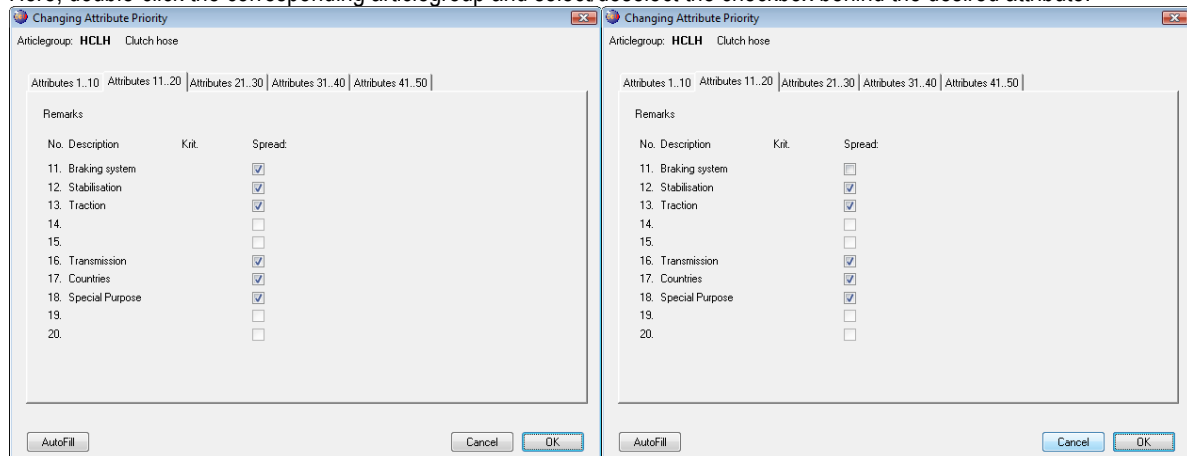 Here, double-click the corresponding articlegroup and select/deselect the checkbox behind the desired attribute.
Changing Attribute Priority
Articlegroup: HCLH Clutch hose
Attributes 1..10 Attributes 11..20 Attributes 21..30 Attributes 31..40 Attributes 41..50
Remarks
No. Description Krit. Spread:
11. Braking system
12. Stabilisation
13. Traction
14.
15.
16. Transmission
17. Countries
18. Special Purpose
19.
20.
AutoFill Cancel OK
Changing Attribute Priority
Articlegroup: HCLH Clutch hose
Attributes 1..10 Attributes 11..20 Attributes 21..30 Attributes 31..40 Attributes 41..50
Remarks
No. Description Krit. Spread:
11. Braking system
12. Stabilisation
13. Traction
14.
15.
16. Transmission
17. Countries
18. Special Purpose
19.
20.
AutoFill Cancel OK